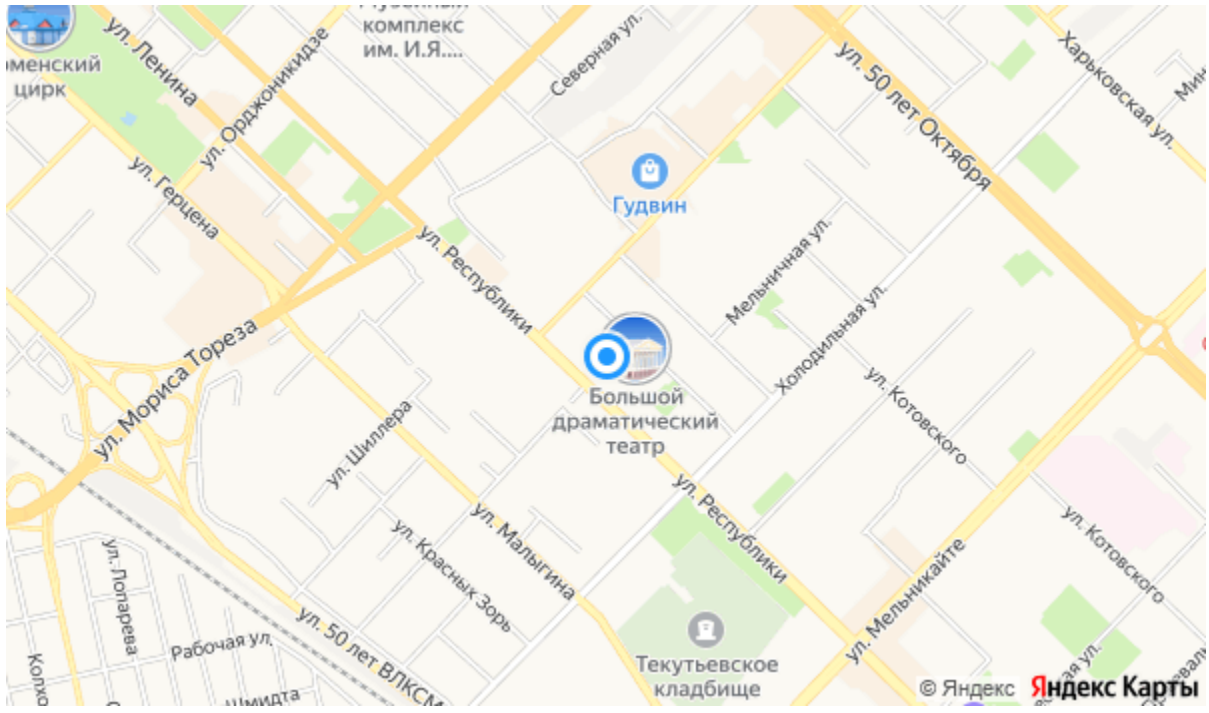 комплекс
им. И.Я....
ул. Ленина
цирк
ул. Орджоникидзе
Северная ул.
ул. 50 лет Октября
Харьковская ул.
ул. Герцена
Гудвин
ул. Республики
Мельничная ул.
Холодильная ул.
ул. Мориса Тореза
Большой
драматический
театр
ул. Котовского
ул. Шиллера
ул. Республики
ул. Малыгина
ул. Красных Зорь
ул. Котовского
ул. Мельникайте
ул. Лопарева
Рабочая ул.
ул. 50 лет ВЛКСМ
Текутьевское
кладбище
Шмидта
© Яндекс Яндекс Карты